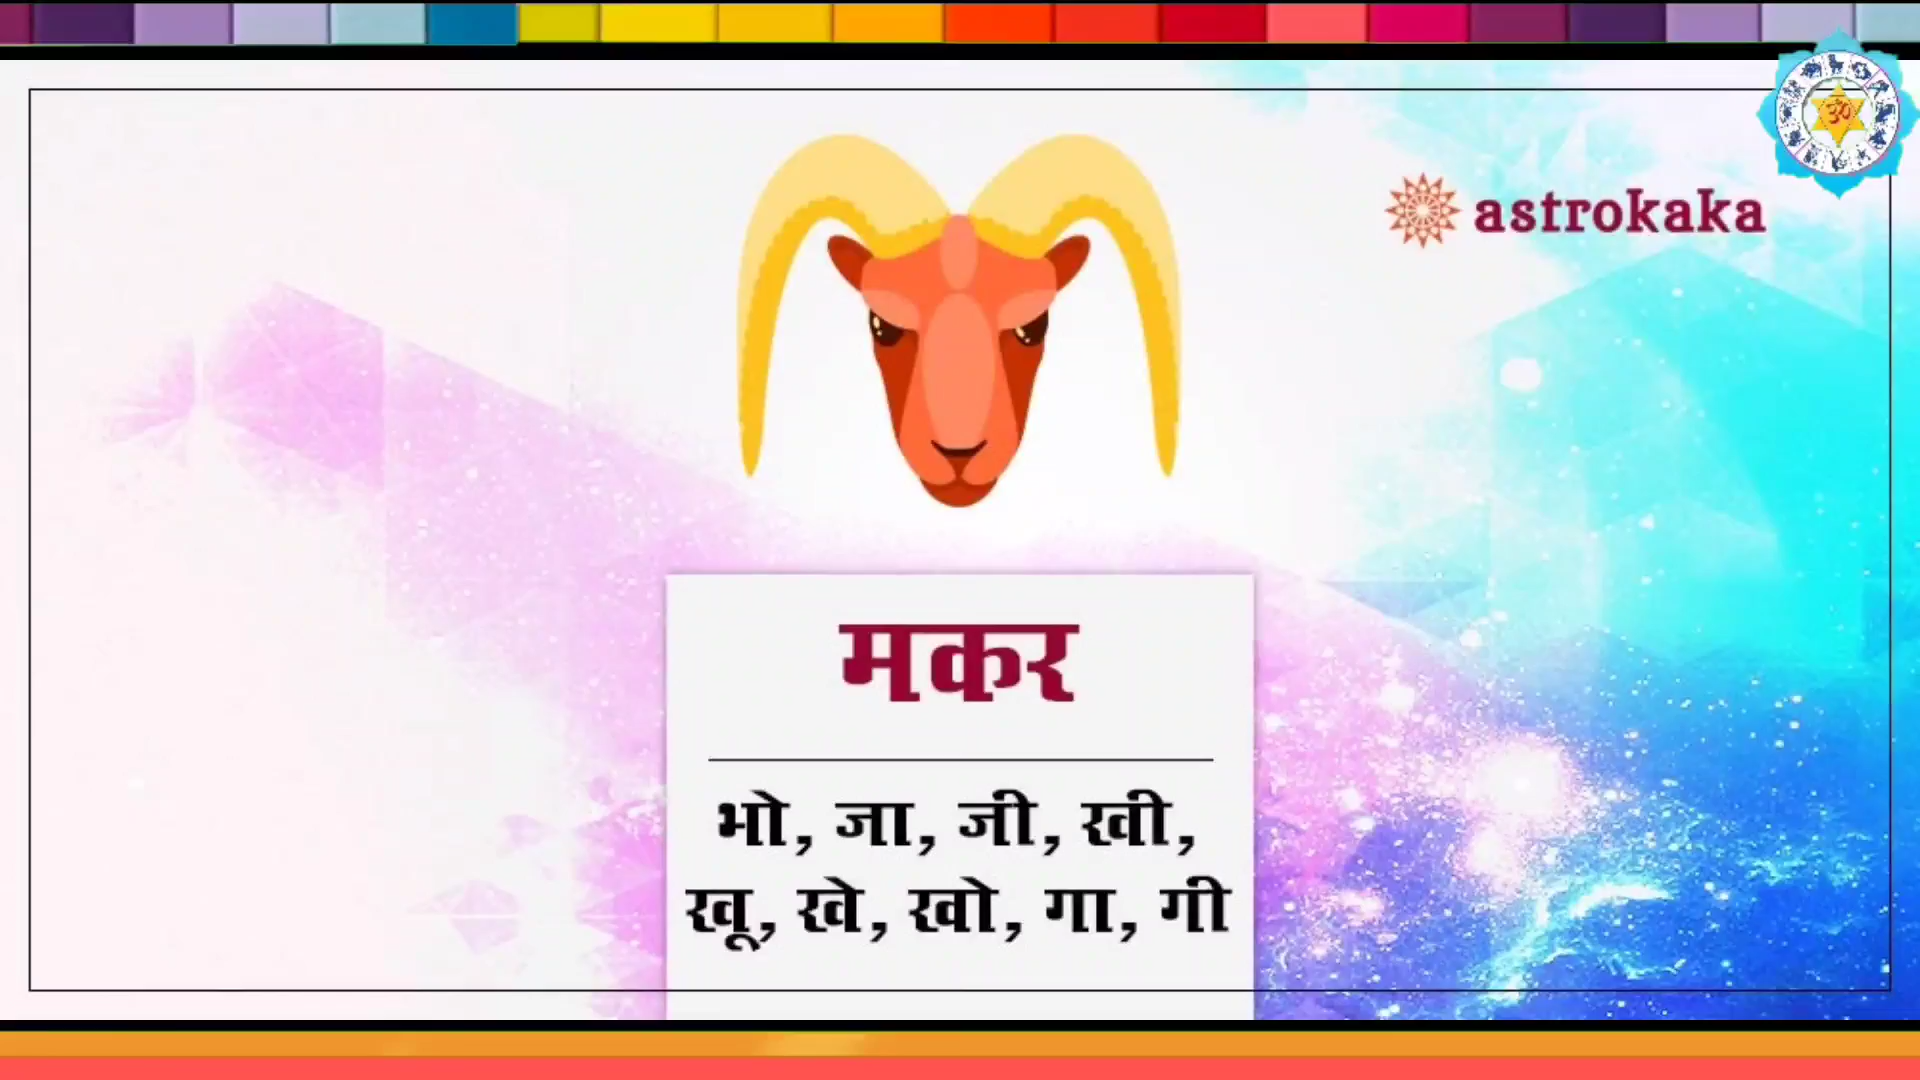 ॐ
astrokaka
मकर
भो, जा, जी, खी,
खू, खे, खो, गा, गी